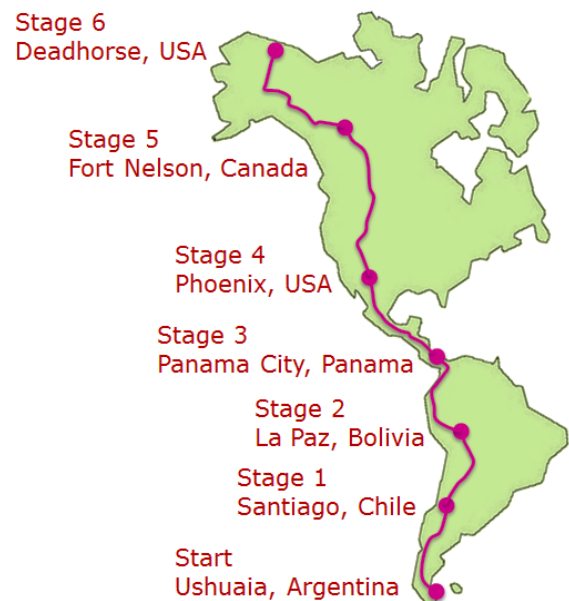 Stage 6
Deadhorse, USA
Stage 5
Fort Nelson, Canada
Stage 4
Phoenix, USA
Stage 3
Panama City, Panama
Stage 2
La Paz, Bolivia
Stage 1
Santiago, Chile
Start
Ushuaia, Argentina